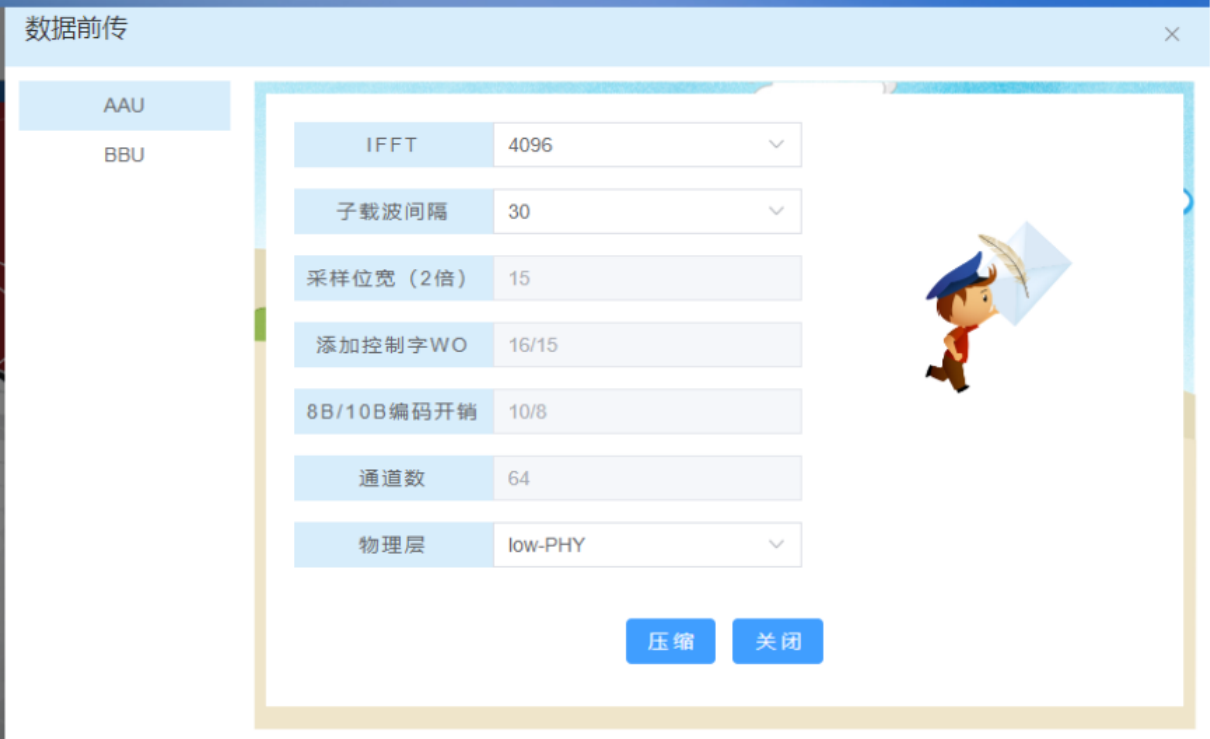 数据前传
AAU
BBU
IFFT 4096
子载波间隔 30
采样位宽（2倍） 15
添加控制字WO 16/15
8B/10B编码开销 10/8
通道数 64
物理层 low-PHY
压缩 关闭